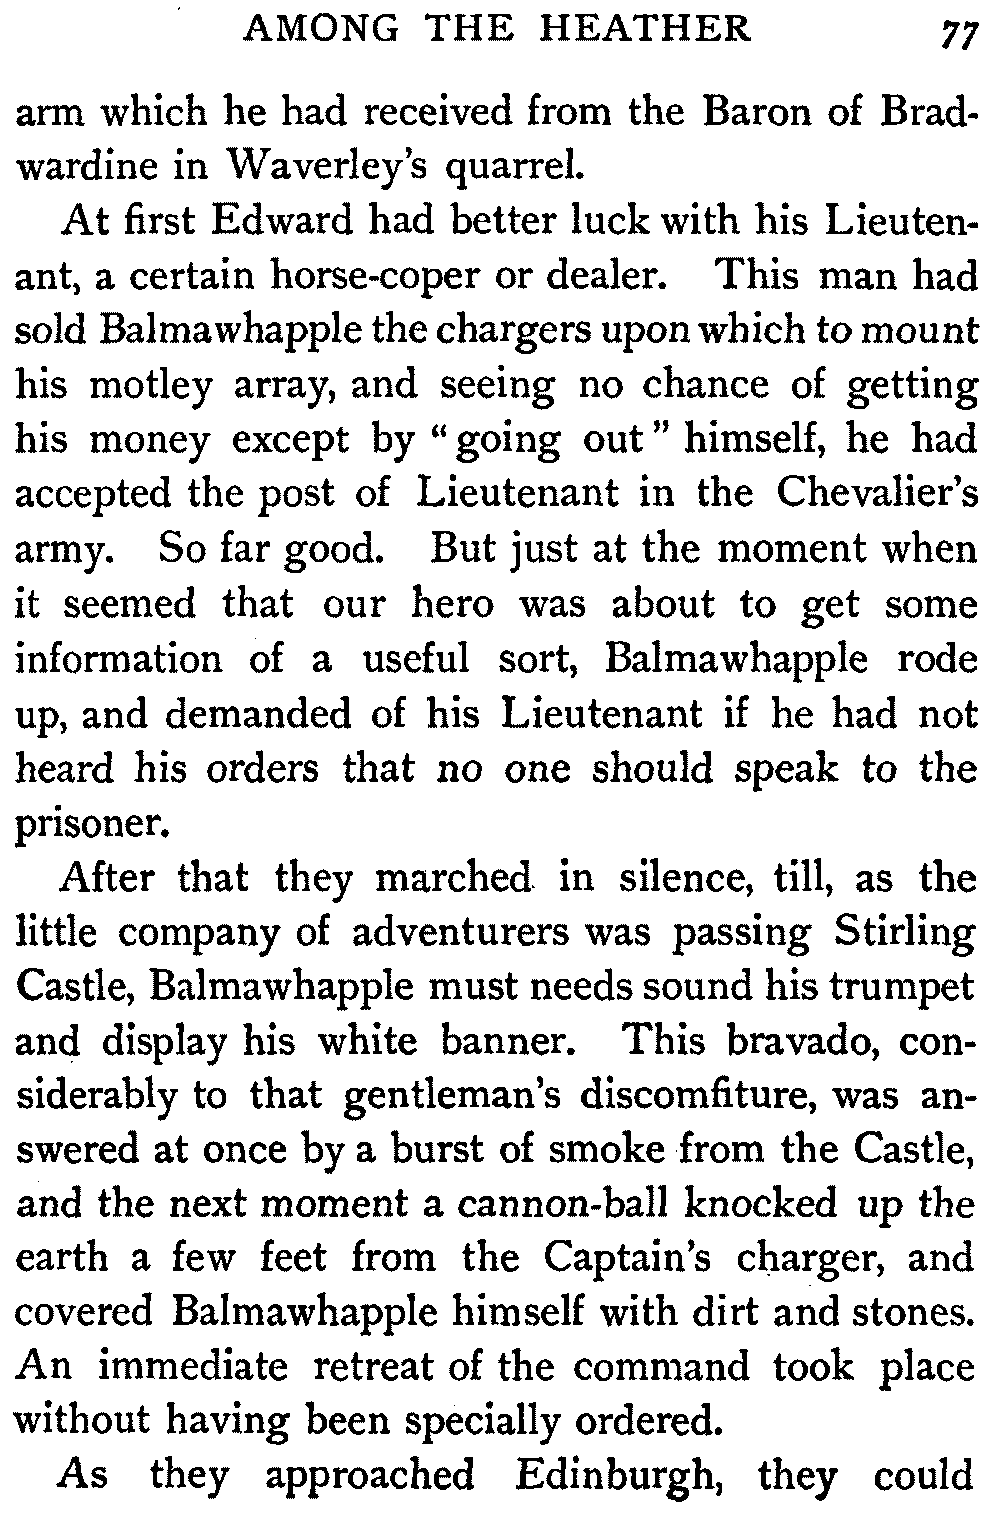 AMONG THE HEATHER 77
arm which he had received from the Baron of Brad-
wardine in Waverley's quarrel.
At first Edward had better luck with his Lieuten-
ant, a certain horse-coper or dealer. This man had
sold Balmawhapple the chargers upon which to mount
his motley array, and seeing no chance of getting
his money except by "going out" himself, he had
accepted the post of Lieutenant in the Chevalier's
army. So far good. But just at the moment when
it seemed that our hero was about to get some
information of a useful sort, Balmawhapple rode
up, and demanded of his Lieutenant if he had not
heard his orders that no one should speak to the
prisoner.
After that they marched in silence, till, as the
little company of adventurers was passing Stirling
Castle, Balmawhapple must needs sound his trumpet
and display his white banner. This bravado, con-
siderably to that gentleman's discomfiture, was an-
swered at once by a burst of smoke from the Castle,
and the next moment a cannon-ball knocked up the
earth a few feet from the Captain's charger, and
covered Balmawhapple himself with dirt and stones.
An immediate retreat of the command took place
without having been specially ordered.
As they approached Edinburgh, they could